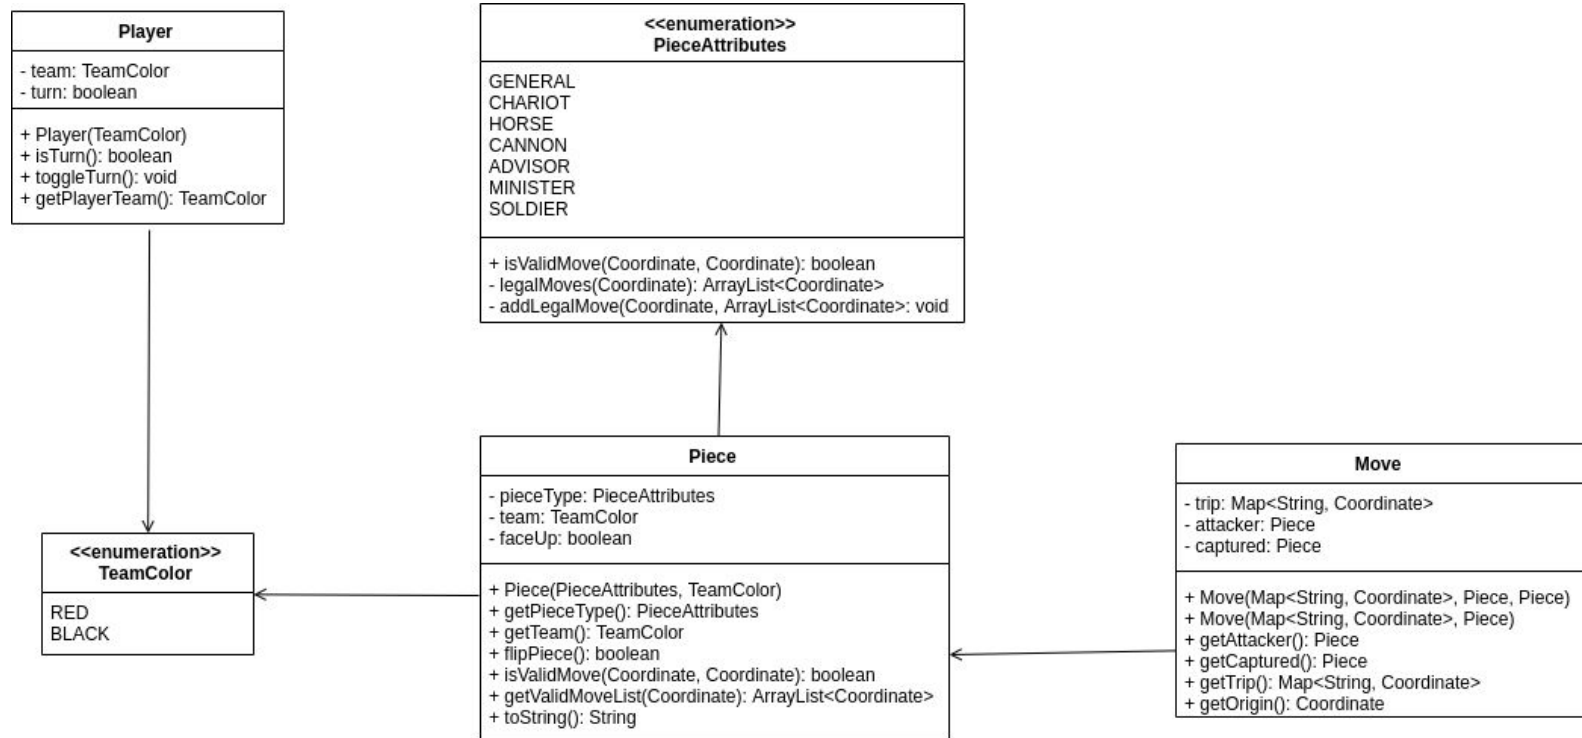 Player
- team: TeamColor
- turn: boolean
+ Player(TeamColor)
+ isTurn(): boolean
+ toggleTurn(): void
+ getPlayerTeam(): TeamColor
<<enumeration>>
PieceAttributes
GENERAL
CHARIOT
HORSE
CANNON
ADVISOR
MINISTER
SOLDIER
+ isValidMove(Coordinate, Coordinate): boolean
- legalMoves(Coordinate): ArrayList<Coordinate>
- addLegalMove(Coordinate, ArrayList<Coordinate>: void
<<enumeration>>
TeamColor
RED
BLACK
Piece
- pieceType: PieceAttributes
- team: TeamColor
- faceUp: boolean
+ Piece(PieceAttributes, TeamColor)
+ getPieceType(): PieceAttributes
+ getTeam(): TeamColor
+ flipPiece(): boolean
+ isValidMove(Coordinate, Coordinate): boolean
+ getValidMoveList(Coordinate): ArrayList<Coordinate>
+ toString(): String
Move
- trip: Map<String, Coordinate>
- attacker: Piece
- captured: Piece
+ Move(Map<String, Coordinate>, Piece, Piece)
+ Move(Map<String, Coordinate>, Piece)
+ getAttacker(): Piece
+ getCaptured(): Piece
+ getTrip(): Map<String, Coordinate>
+ getOrigin(): Coordinate